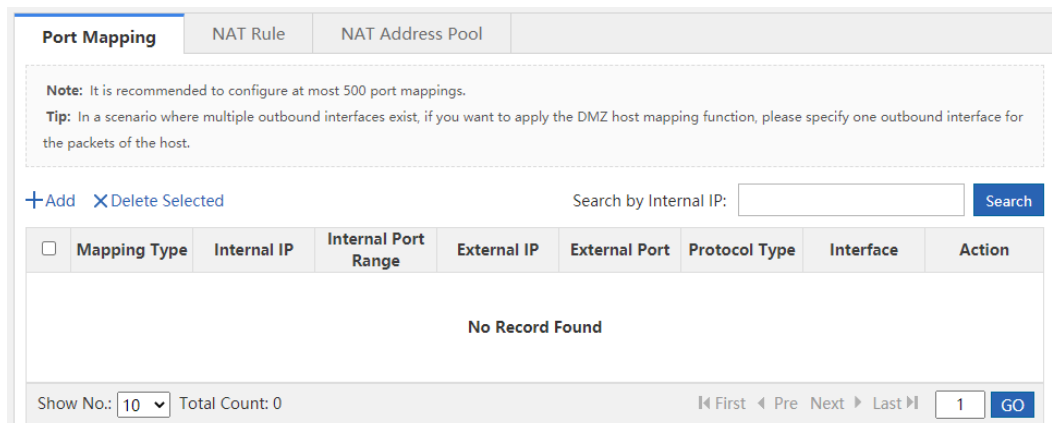 Port Mapping NAT Rule NAT Address Pool
Note: It is recommended to configure at most 500 port mappings.
Tip: In a scenario where multiple outbound interfaces exist, if you want to apply the DMZ host mapping function, please specify one outbound interface for
the packets of the host.
Add Delete Selected Search by Internal IP: Search
Mapping Type Internal IP Internal Port Range External IP External Port Protocol Type Interface Action
No Record Found
Show No.: 10 Total Count: 0 First Pre Next Last 1 GO